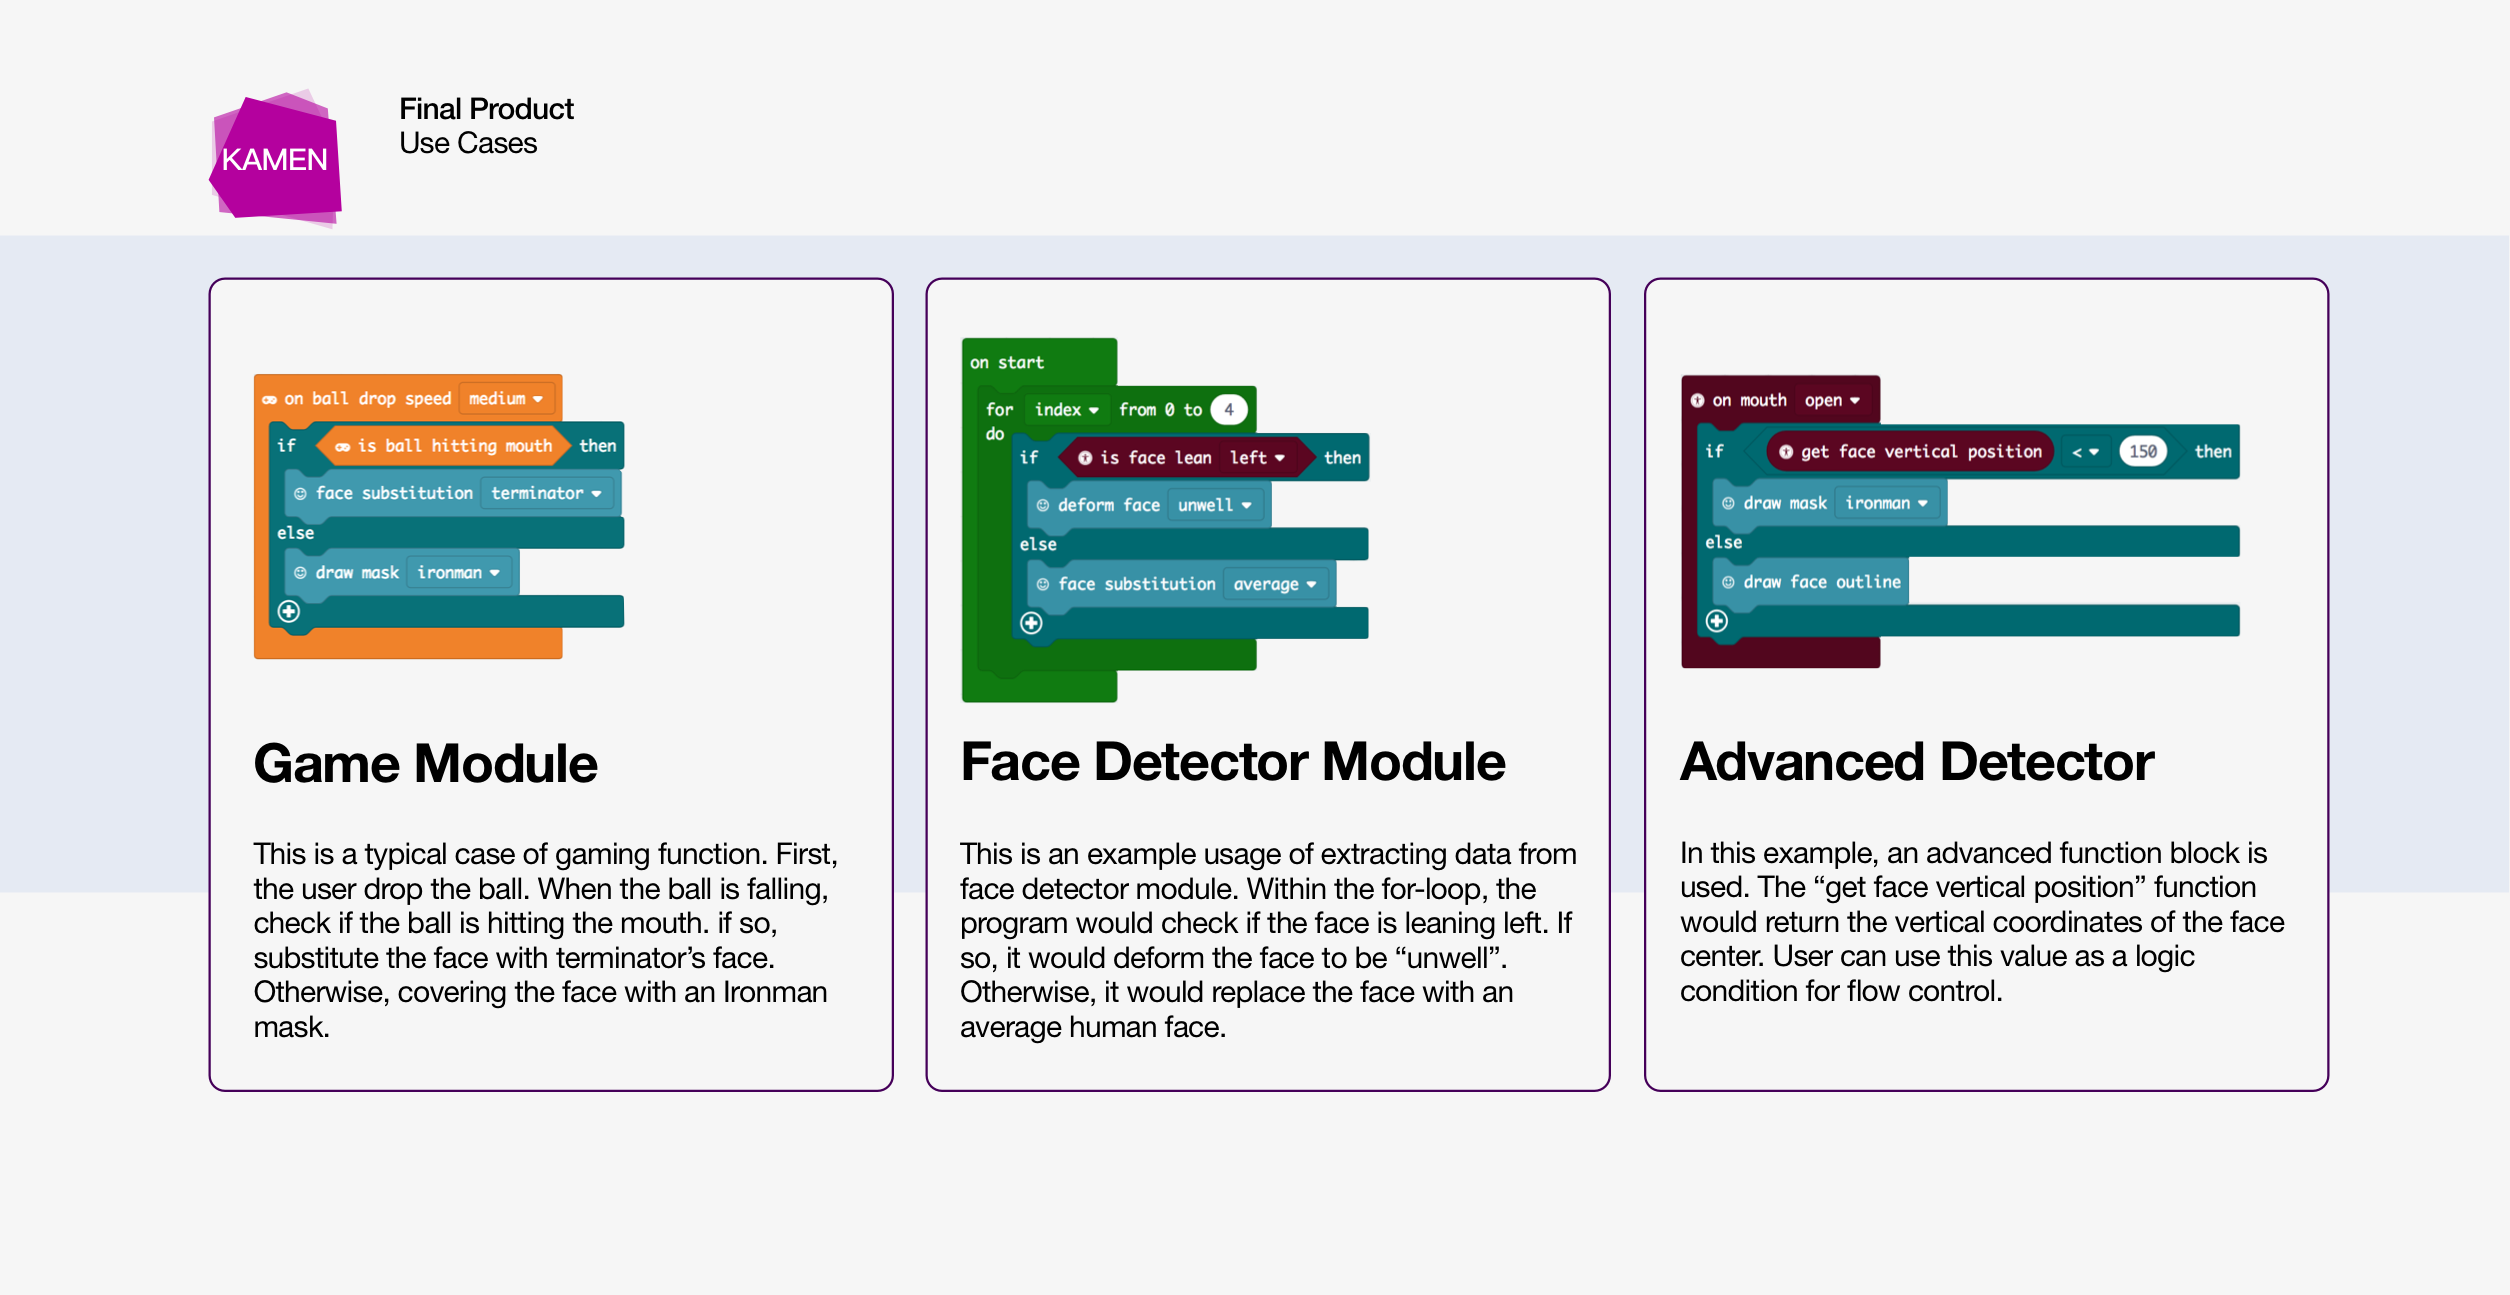 KAMEN
Final Product
Use Cases
on ball drop speed medium
if is ball hitting mouth then
face substitution terminator
else
draw mask ironman
Game Module
This is a typical case of gaming function. First,
the user drop the ball. When the ball is falling,
check if the ball is hitting the mouth. if so,
substitute the face with terminator’s face.
Otherwise, covering the face with an Ironman
mask.
on start
for index from 0 to 4
do
if is face lean left then
deform face unwell
else
face substitution average
Face Detector Module
This is an example usage of extracting data from
face detector module. Within the for-loop, the
program would check if the face is leaning left. If
so, it would deform the face to be “unwell”.
Otherwise, it would replace the face with an
average human face.
on mouth open
if get face vertical position < 150 then
draw mask ironman
else
draw face outline
Advanced Detector
In this example, an advanced function block is
used. The “get face vertical position” function
would return the vertical coordinates of the face
center. User can use this value as a logic
condition for flow control.